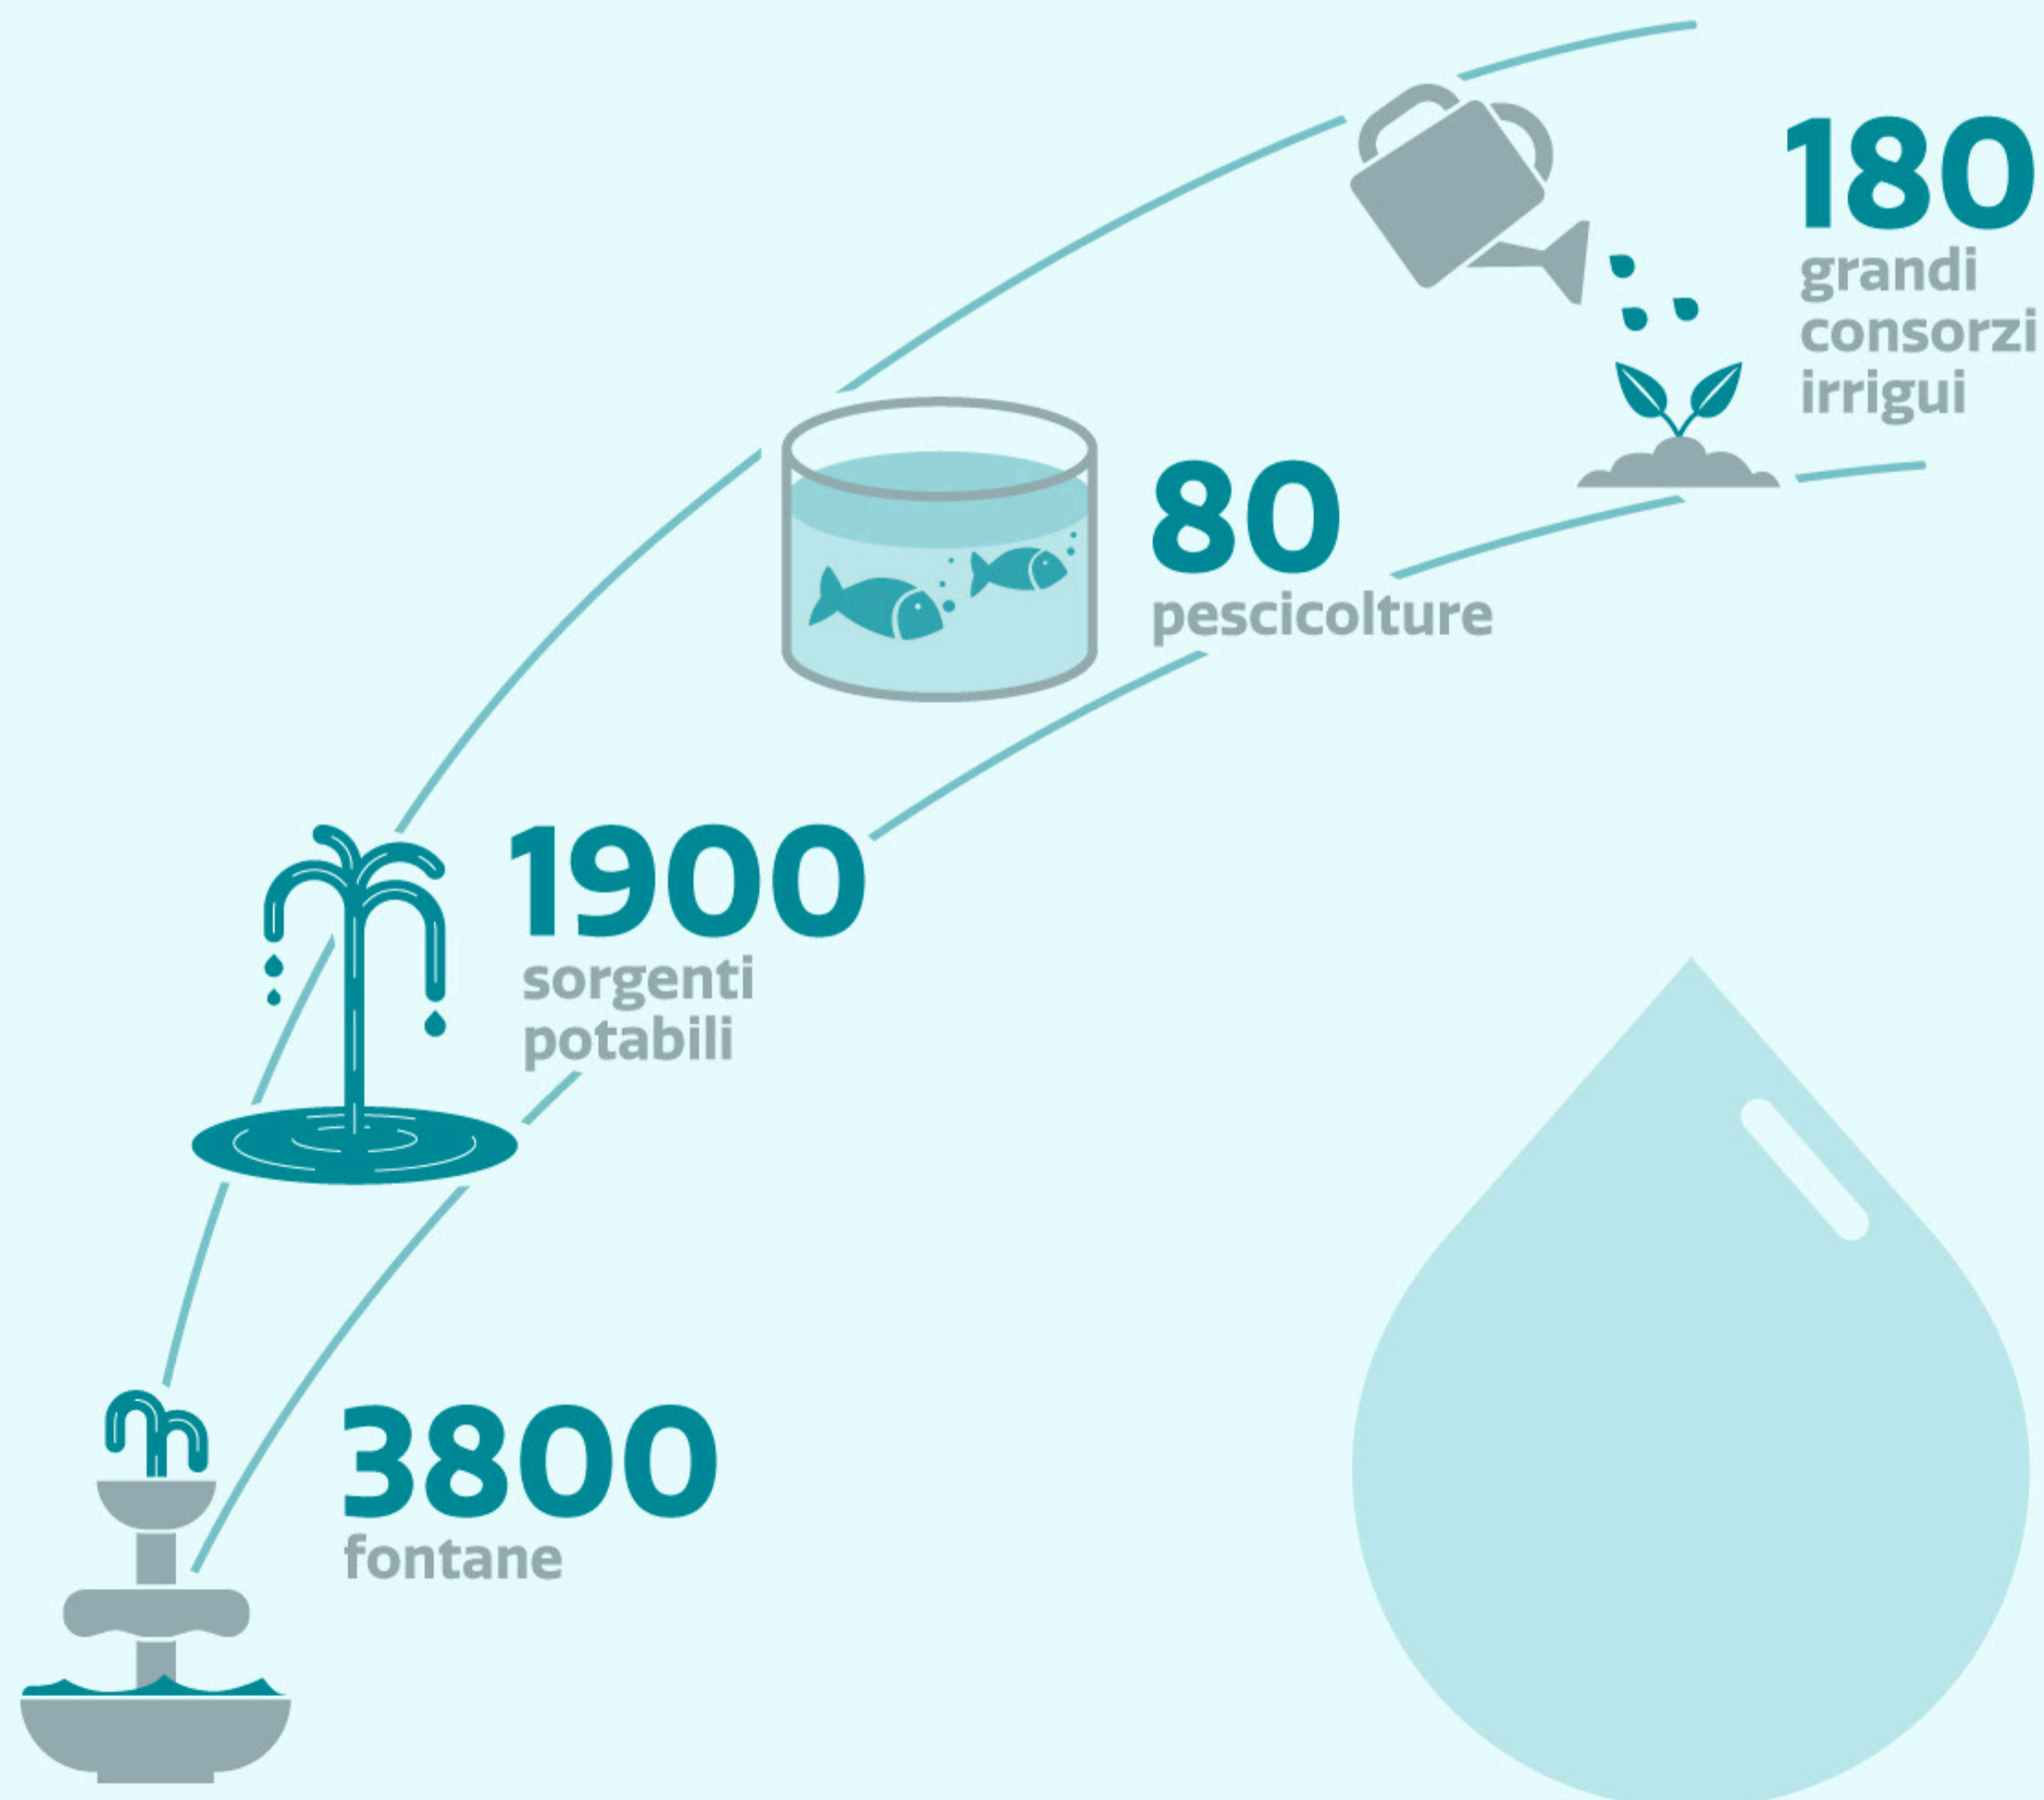 180
grandi
consorzi
irrigui
80
pescicolture
1900
sorgenti
potabili
3800
fontane